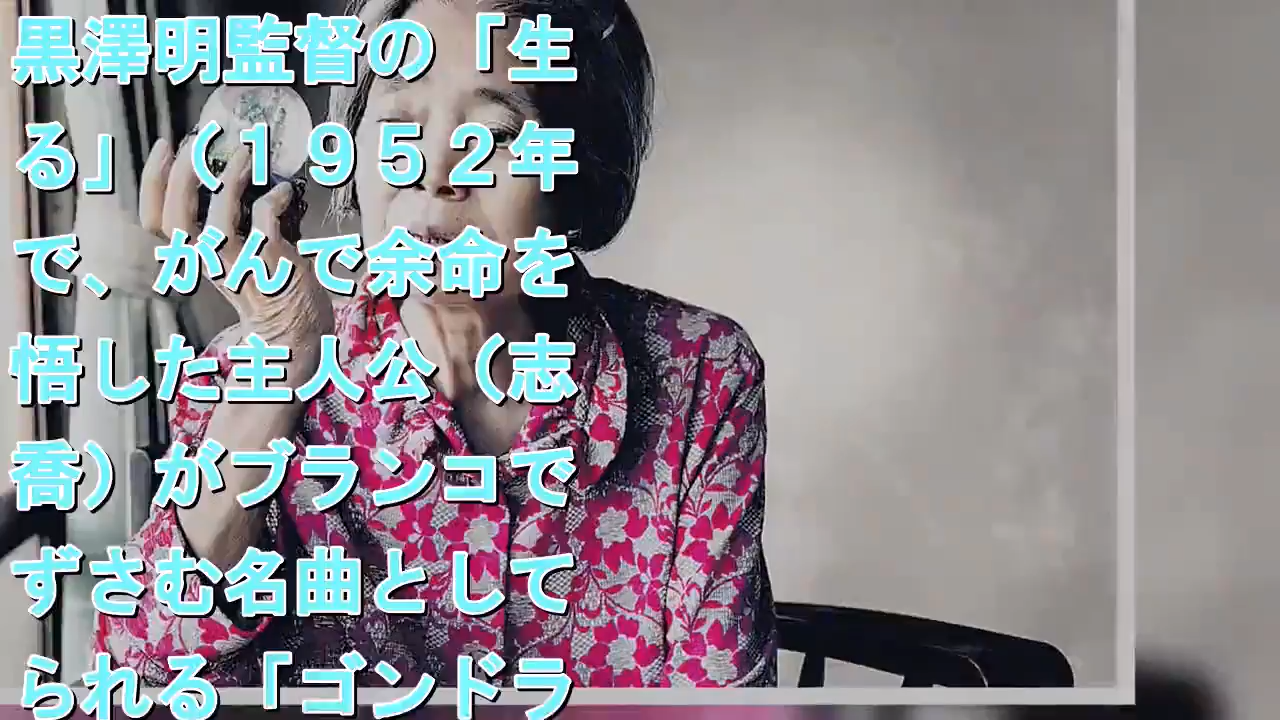 黒澤明監督の「生
る」（１９５２年
で、がんで余命を
悟した主人公（志
喬）がブランコで
ずさむ名曲として
られる「ゴンドラ